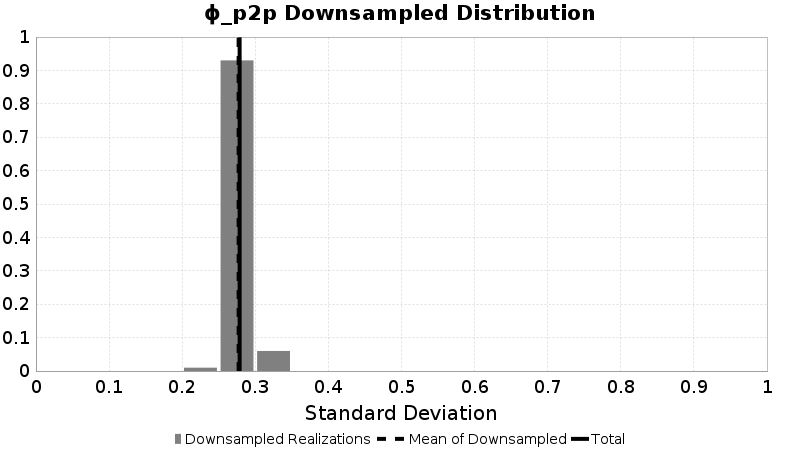 ϕ_p2p Downsampled Distribution
1
0.9
0.8
0.7
0.6
0.5
0.4
0.3
0.2
0.1
0
0 0.1 0.2 0.3 0.4 0.5 0.6 0.7 0.8 0.9 1
Standard Deviation
Downsampled Realizations Mean of Downsampled Total